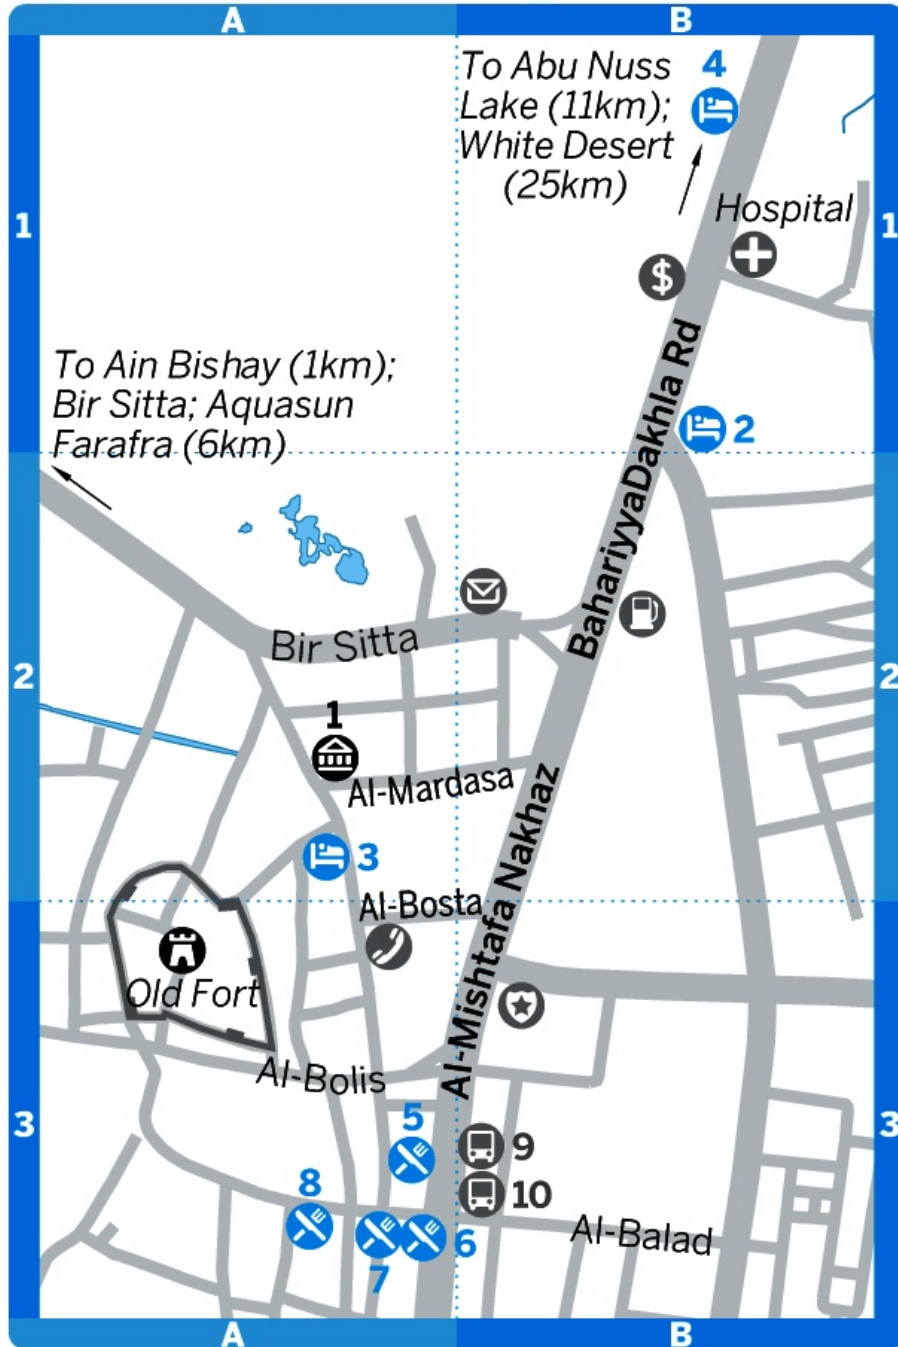 A
B
To Abu Nuss
Lake (11km);
White Desert
(25km)
4
1
Hospital
1
$
To Ain Bishay (1km);
Bir Sitta; Aquasun
Farafra (6km)
BahariyyaDakhla Rd
2
Bir Sitta
2
2
1
Al-Mardasa
3
Al-Bosta
Al-Mishtafa Nakhaz
Old Fort
Al-Bolis
3
3
5
9
8
10
6
Al-Balad
7
A
B